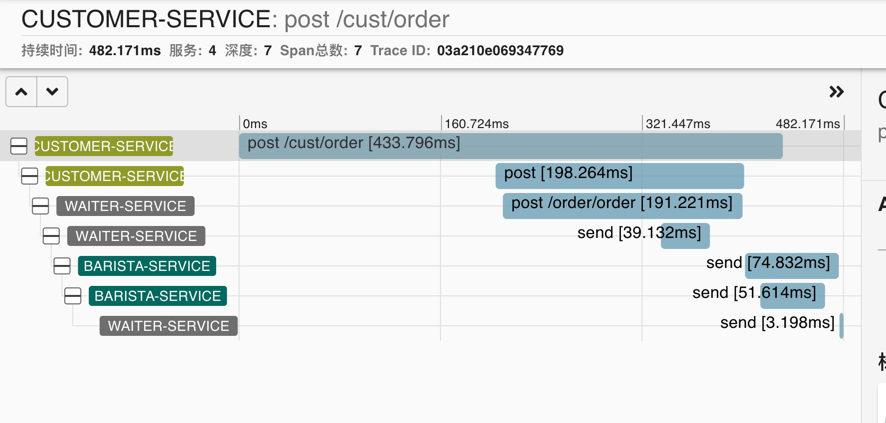 CUSTOMER-SERVICE: post /cust/order
持续时间: 482.171ms 服务: 4 深度: 7 Span总数: 7 Trace ID: 03a210e069347769
0ms 160.724ms 321.447ms 482.171ms
CUSTOMER-SERVICE post /cust/order [433.796ms]
CUSTOMER-SERVICE post [198.264ms]
WAITER-SERVICE post /order/order [191.221ms]
WAITER-SERVICE send [39.132ms]
BARISTA-SERVICE send [74.832ms]
BARISTA-SERVICE send [51.614ms]
WAITER-SERVICE send [3.198ms]